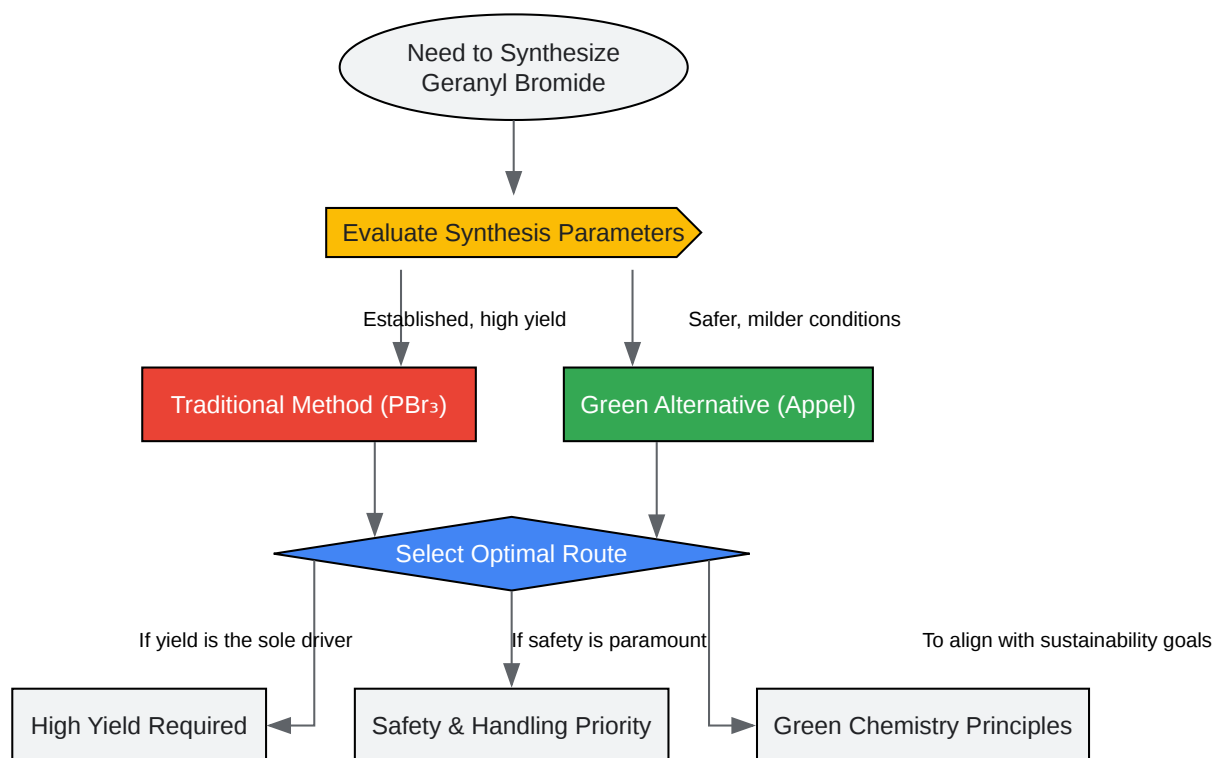 Need to Synthesize
Geranyl Bromide
Evaluate Synthesis Parameters
Established, high yield
Safer, milder conditions
Traditional Method (PBr₃)
Green Alternative (Appel)
Select Optimal Route
If yield is the sole driver
If safety is paramount
To align with sustainability goals
High Yield Required
Safety & Handling Priority
Green Chemistry Principles